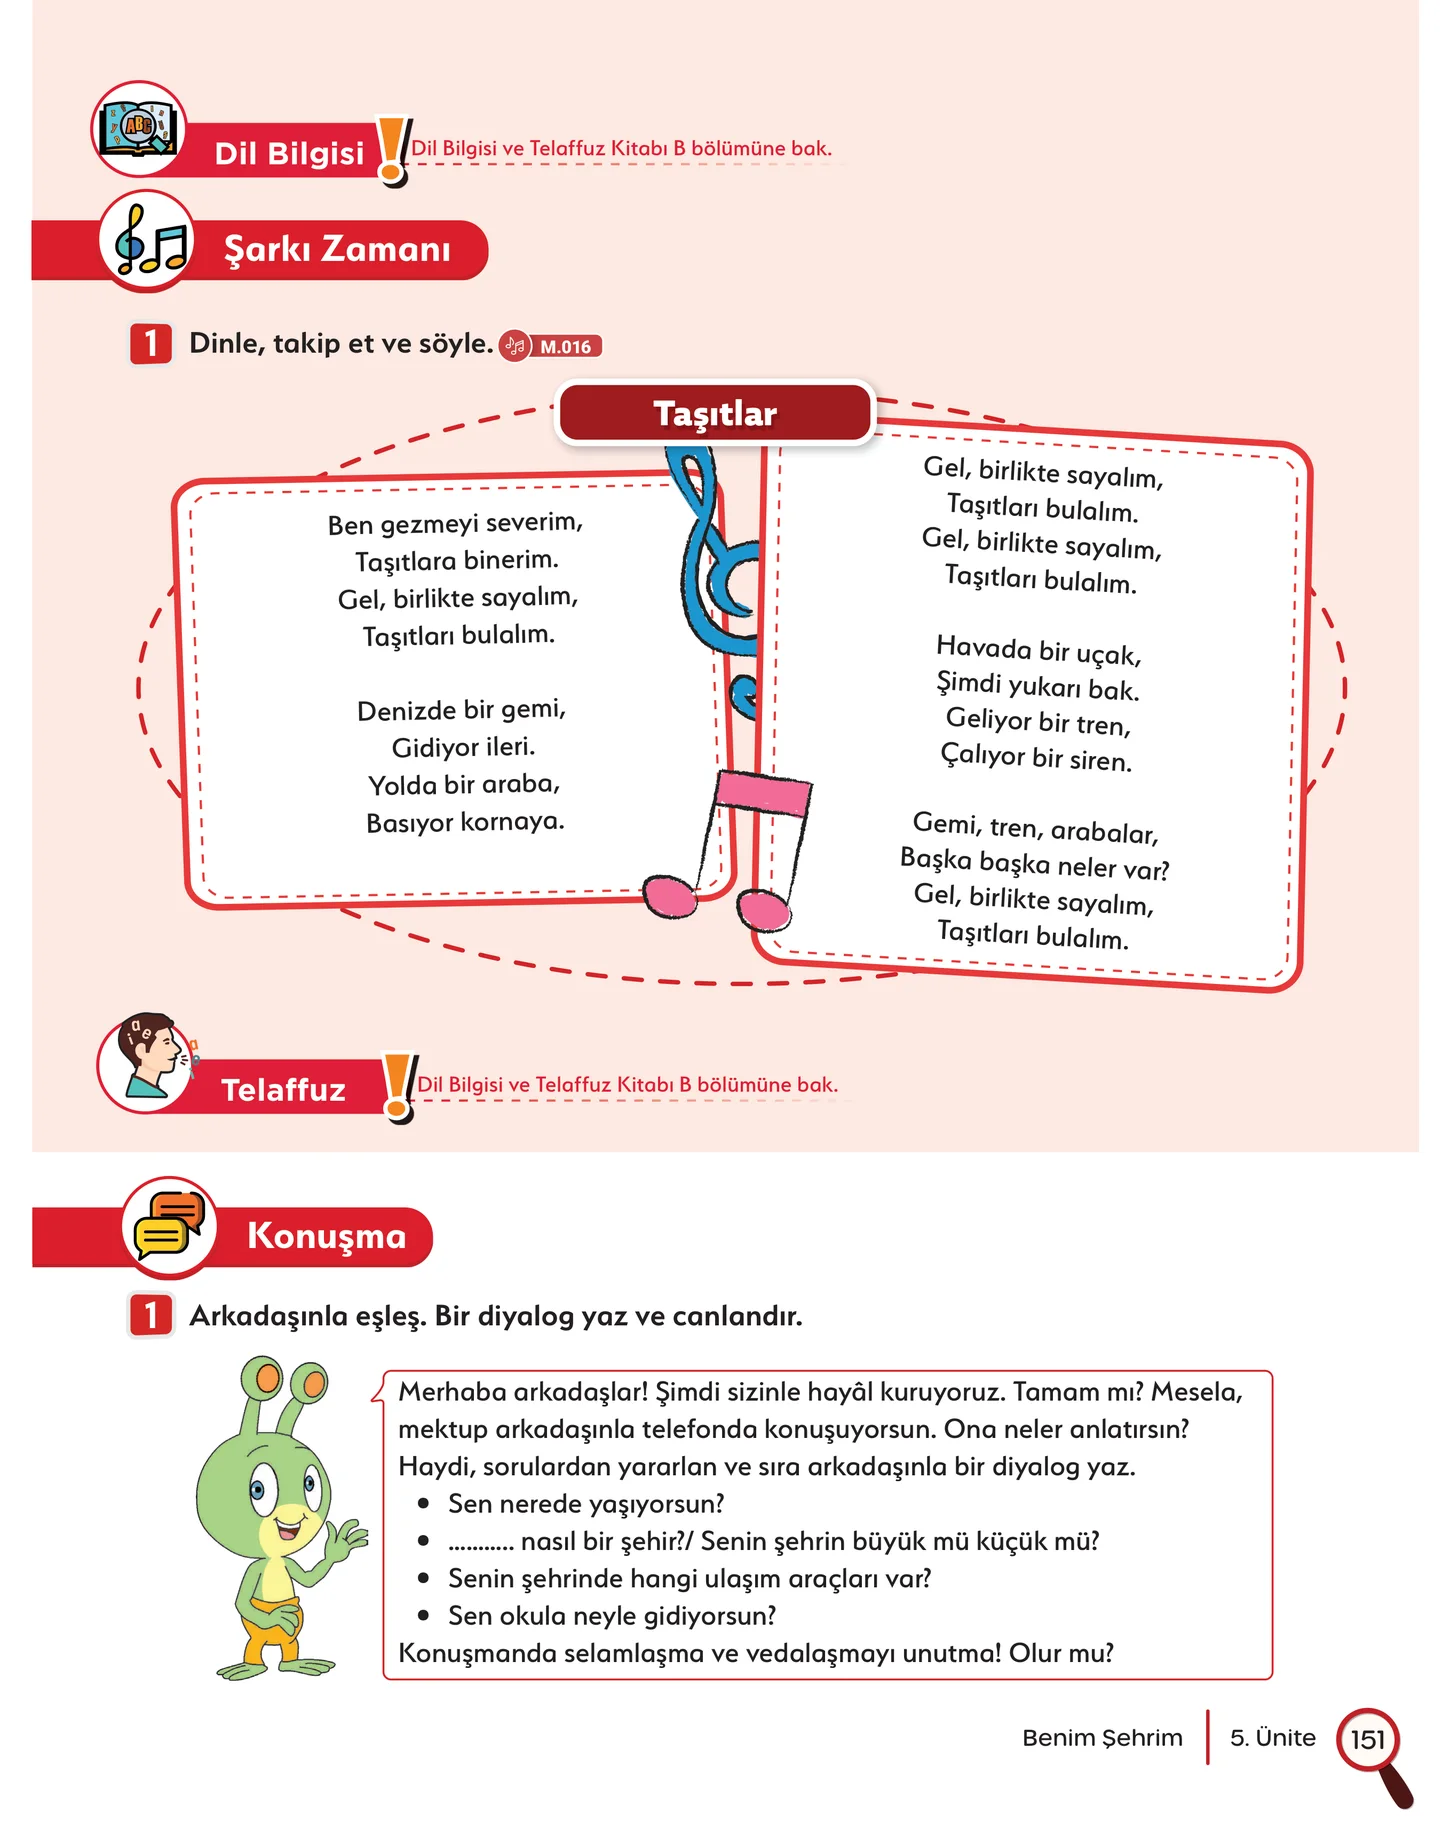 Dil Bilgisi
Dil Bilgisi ve Telaffuz Kitabı B bölümüne bak.
Şarkı Zamanı
1 Dinle, takip et ve söyle. M.016
Taşıtlar
Ben gezmeyi severim,
Taşıtlara binerim.
Gel, birlikte sayalım,
Taşıtları bulalım.
Denizde bir gemi,
Gidiyor ileri.
Yolda bir araba,
Basıyor kornaya.
Gel, birlikte sayalım,
Taşıtları bulalım.
Gel, birlikte sayalım,
Taşıtları bulalım.
Havada bir uçak,
Şimdi yukarı bak.
Geliyor bir tren,
Çalıyor bir siren.
Gemi, tren, arabalar,
Başka başka neler var?
Gel, birlikte sayalım,
Taşıtları bulalım.
Telaffuz
Dil Bilgisi ve Telaffuz Kitabı B bölümüne bak.
Konuşma
1 Arkadaşınla eşleş. Bir diyalog yaz ve canlandır.
Merhaba arkadaşlar! Şimdi sizinle hayâl kuruyoruz. Tamam mı? Mesela,
mektup arkadaşınla telefonda konuşuyorsun. Ona neler anlatırsın?
Haydi, sorulardan yararlan ve sıra arkadaşınla bir diyalog yaz.
• Sen nerede yaşıyorsun?
• ........... nasıl bir şehir?/ Senin şehrin büyük mü küçük mü?
• Senin şehrinde hangi ulaşım araçları var?
• Sen okula neyle gidiyorsun?
Konuşmanda selamlaşma ve vedalaşmayı unutma! Olur mu?
Benim Şehrim 5. Ünite 151